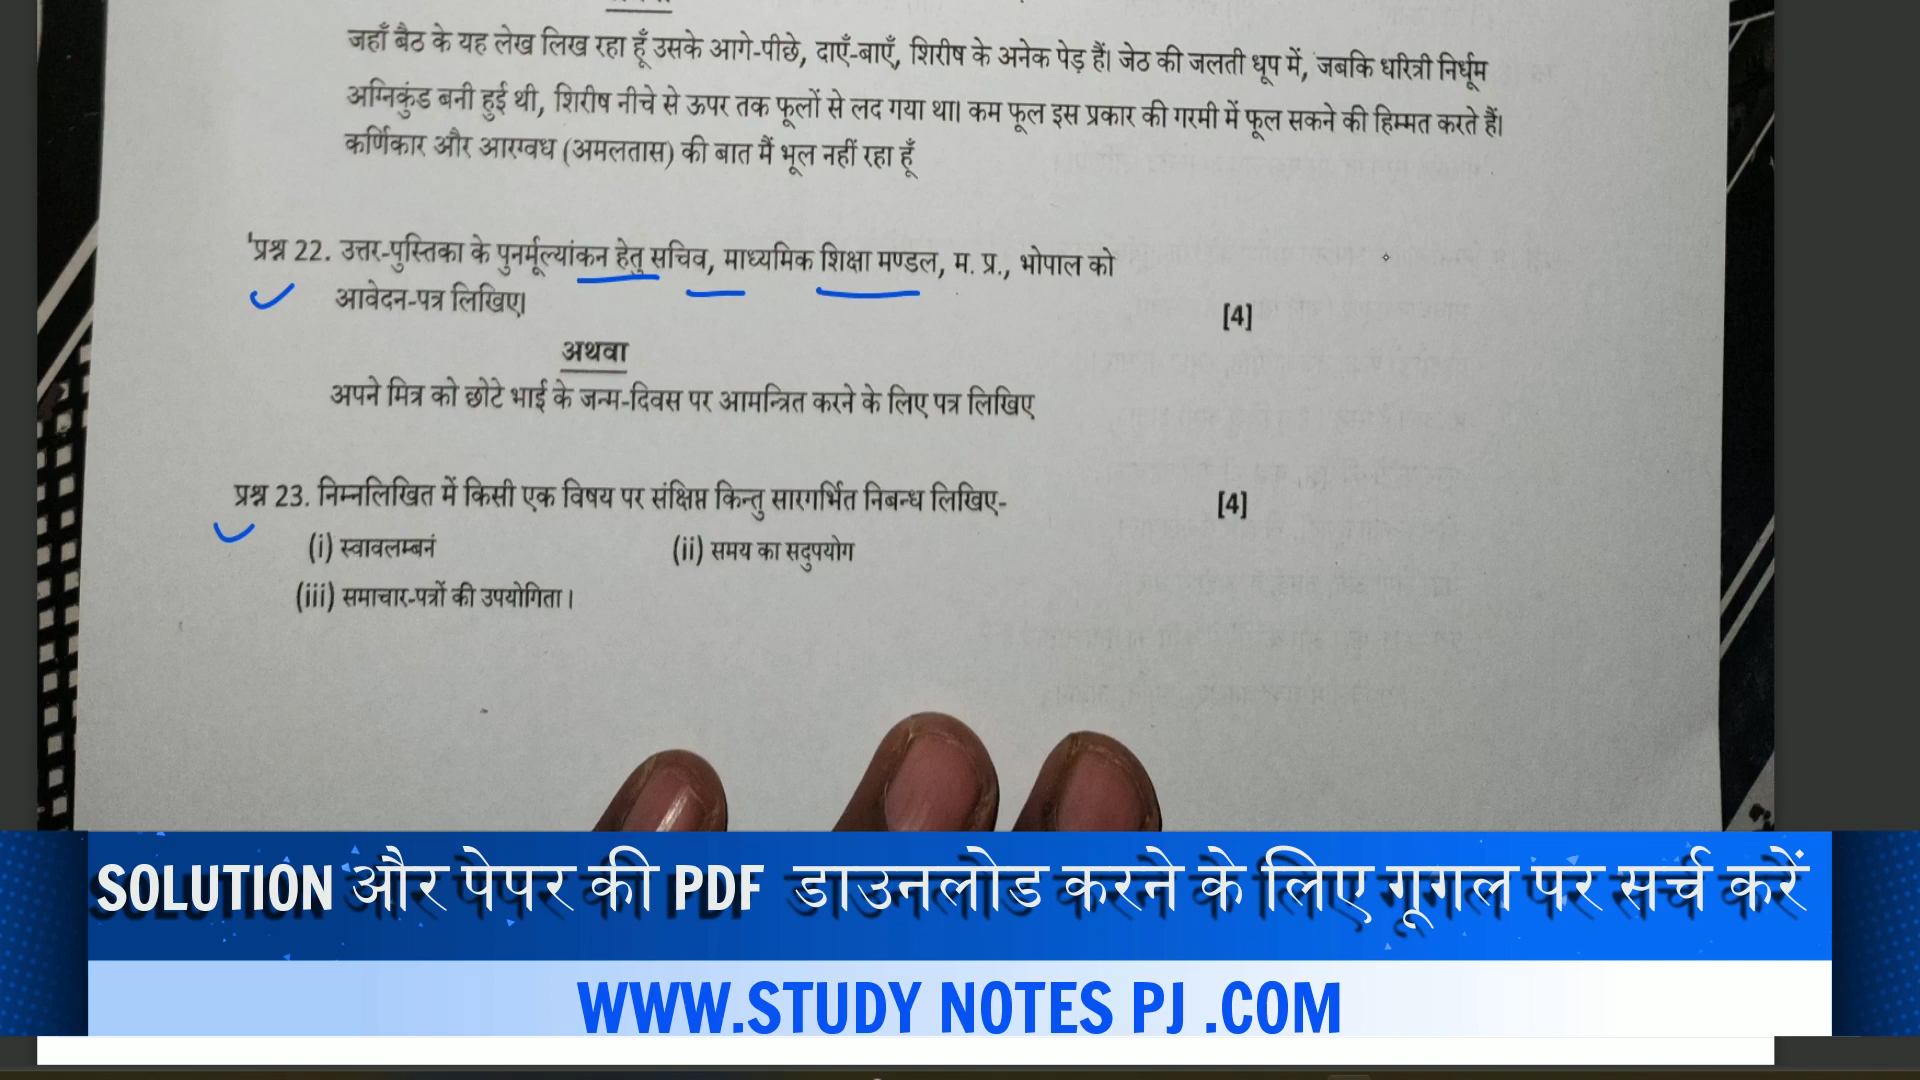 जहाँ बैठ के यह लेख लिख रहा हूँ उसके आगे-पीछे, दाएँ-बाएँ, शिरीष के अनेक पेड़ हैं। जेठ की जलती धूप में, जबकि धरित्री निर्धूम
अग्निकुंड बनी हुई थी, शिरीष नीचे से ऊपर तक फूलों से लद गया था। कम फूल इस प्रकार की गरमी में फूल सकने की हिम्मत करते हैं।
कर्णिकार और आरग्वध (अमलतास) की बात मैं भूल नहीं रहा हूँ
प्रश्न 22. उत्तर-पुस्तिका के पुनर्मूल्यांकन हेतु सचिव, माध्यमिक शिक्षा मण्डल, म. प्र., भोपाल को
आवेदन-पत्र लिखिए। [4]
अथवा
अपने मित्र को छोटे भाई के जन्म-दिवस पर आमन्त्रित करने के लिए पत्र लिखिए
प्रश्न 23. निम्नलिखित में किसी एक विषय पर संक्षिप्त किन्तु सारगर्भित निबन्ध लिखिए- [4]
(i) स्वावलम्बन (ii) समय का सदुपयोग
(iii) समाचार-पत्रों की उपयोगिता।
SOLUTION और पेपर की PDF डाउनलोड करने के लिए गूगल पर सर्च करें
WWW.STUDY NOTES PJ .COM